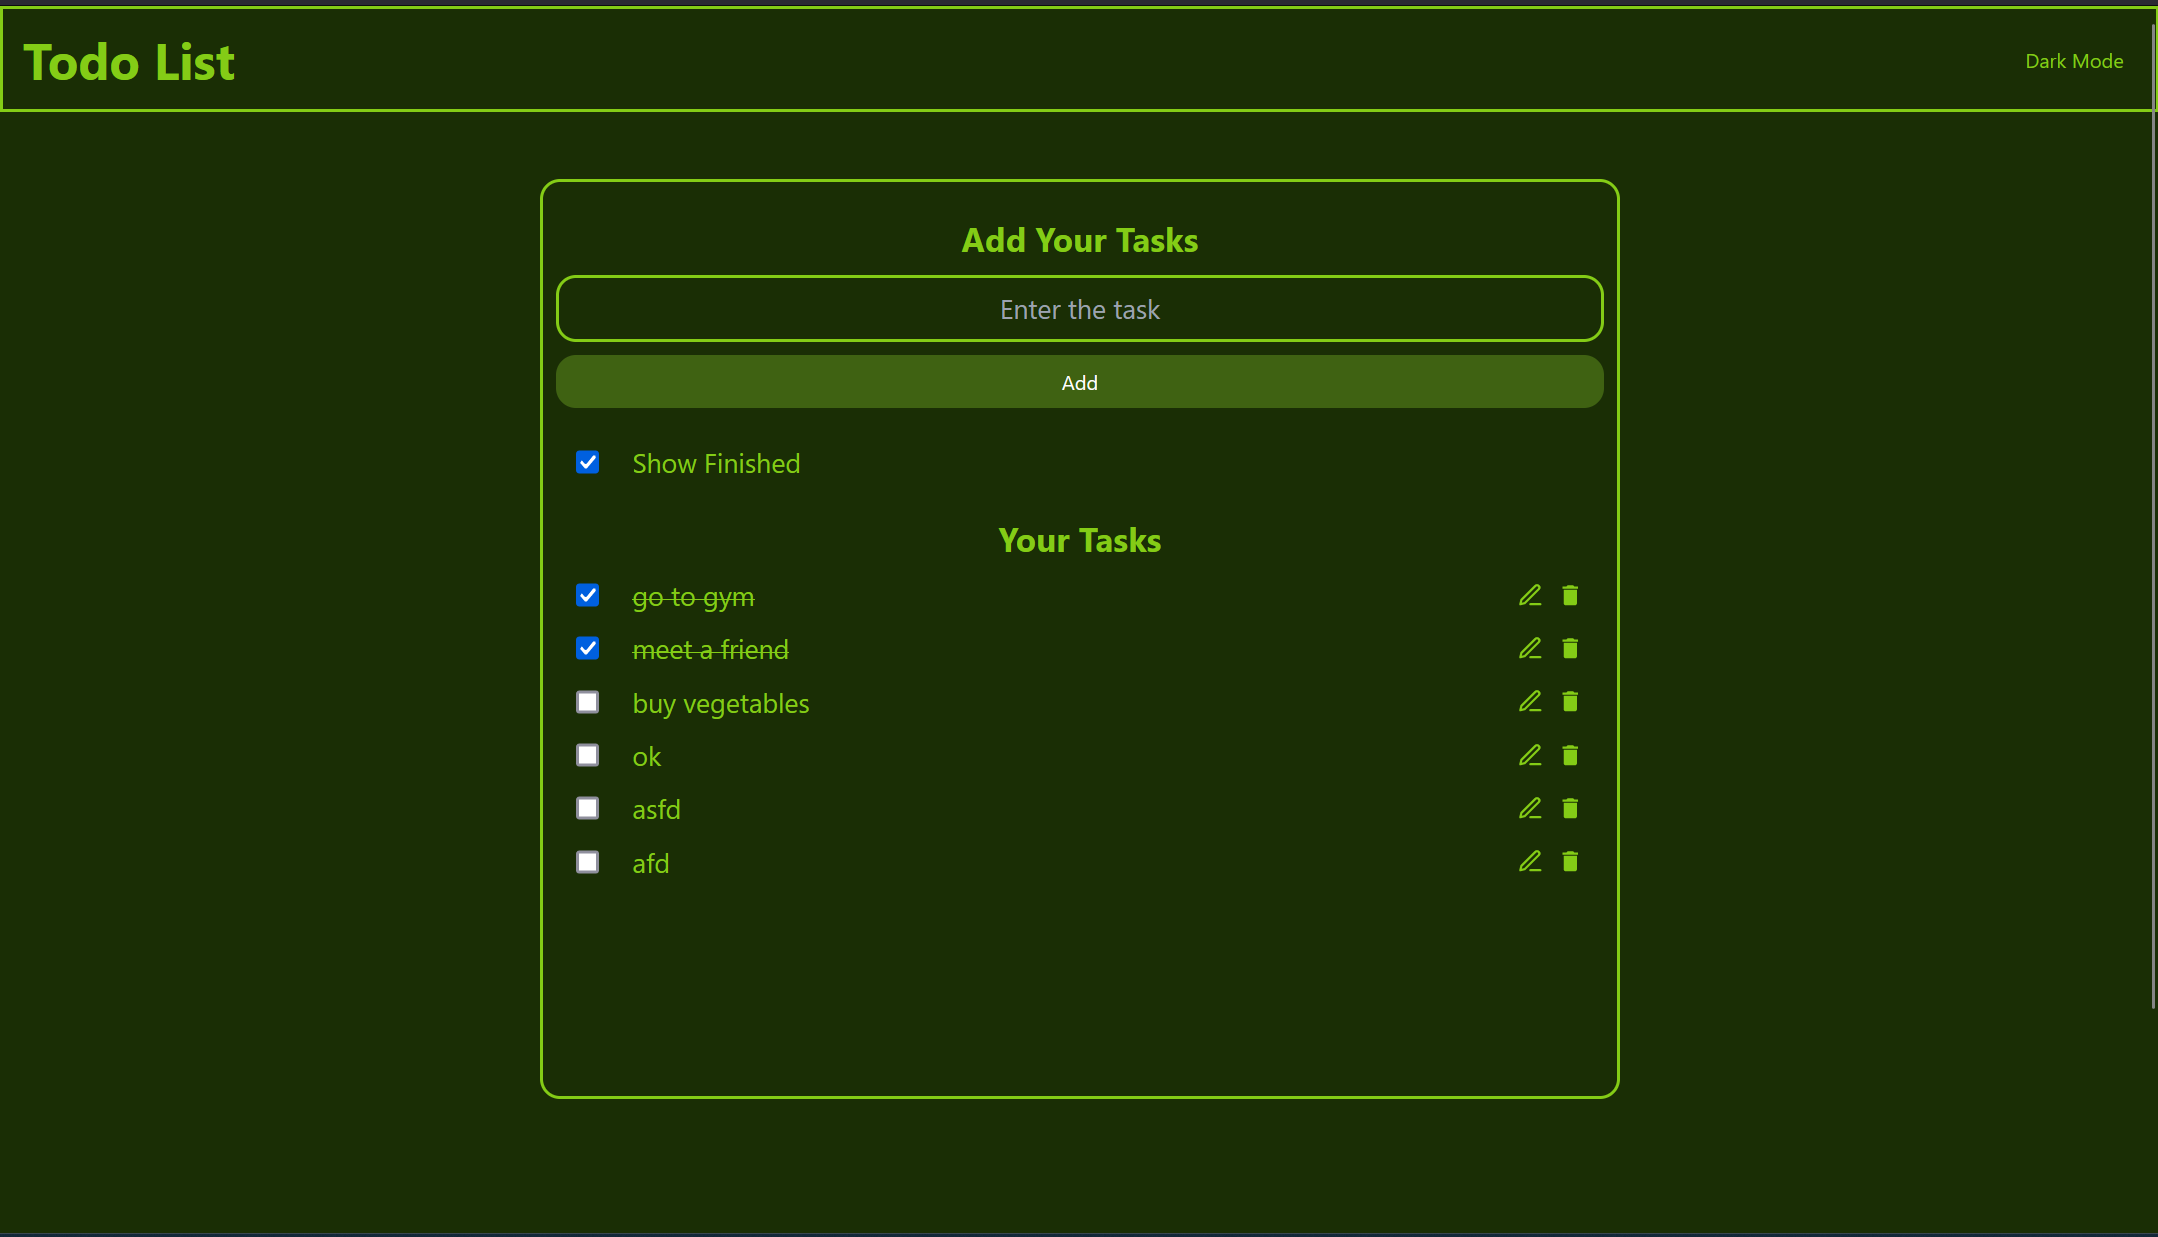 Todo List
Dark Mode
Add Your Tasks
Enter the task
Add
Show Finished
Your Tasks
go to gym
meet a friend
buy vegetables
ok
asfd
afd